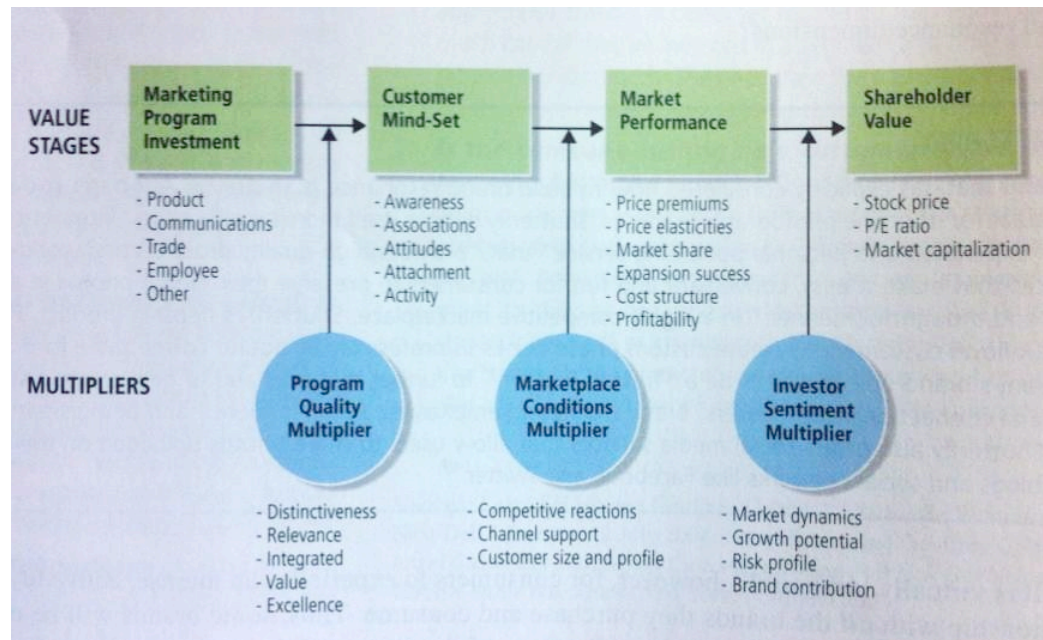 VALUE
STAGES
Marketing
Program
Investment
Customer
Mind-Set
Market
Performance
Shareholder
Value
- Product
- Communications
- Trade
- Employee
- Other
- Awareness
- Associations
- Attitudes
- Attachment
- Activity
- Price premiums
- Price elasticities
- Market share
- Expansion success
- Cost structure
- Profitability
- Stock price
- P/E ratio
- Market capitalization
MULTIPLIERS
Program
Quality
Multiplier
Marketplace
Conditions
Multiplier
Investor
Sentiment
Multiplier
- Distinctiveness
- Relevance
- Integrated
- Value
- Excellence
- Competitive reactions
- Channel support
- Customer size and profile
- Market dynamics
- Growth potential
- Risk profile
- Brand contribution